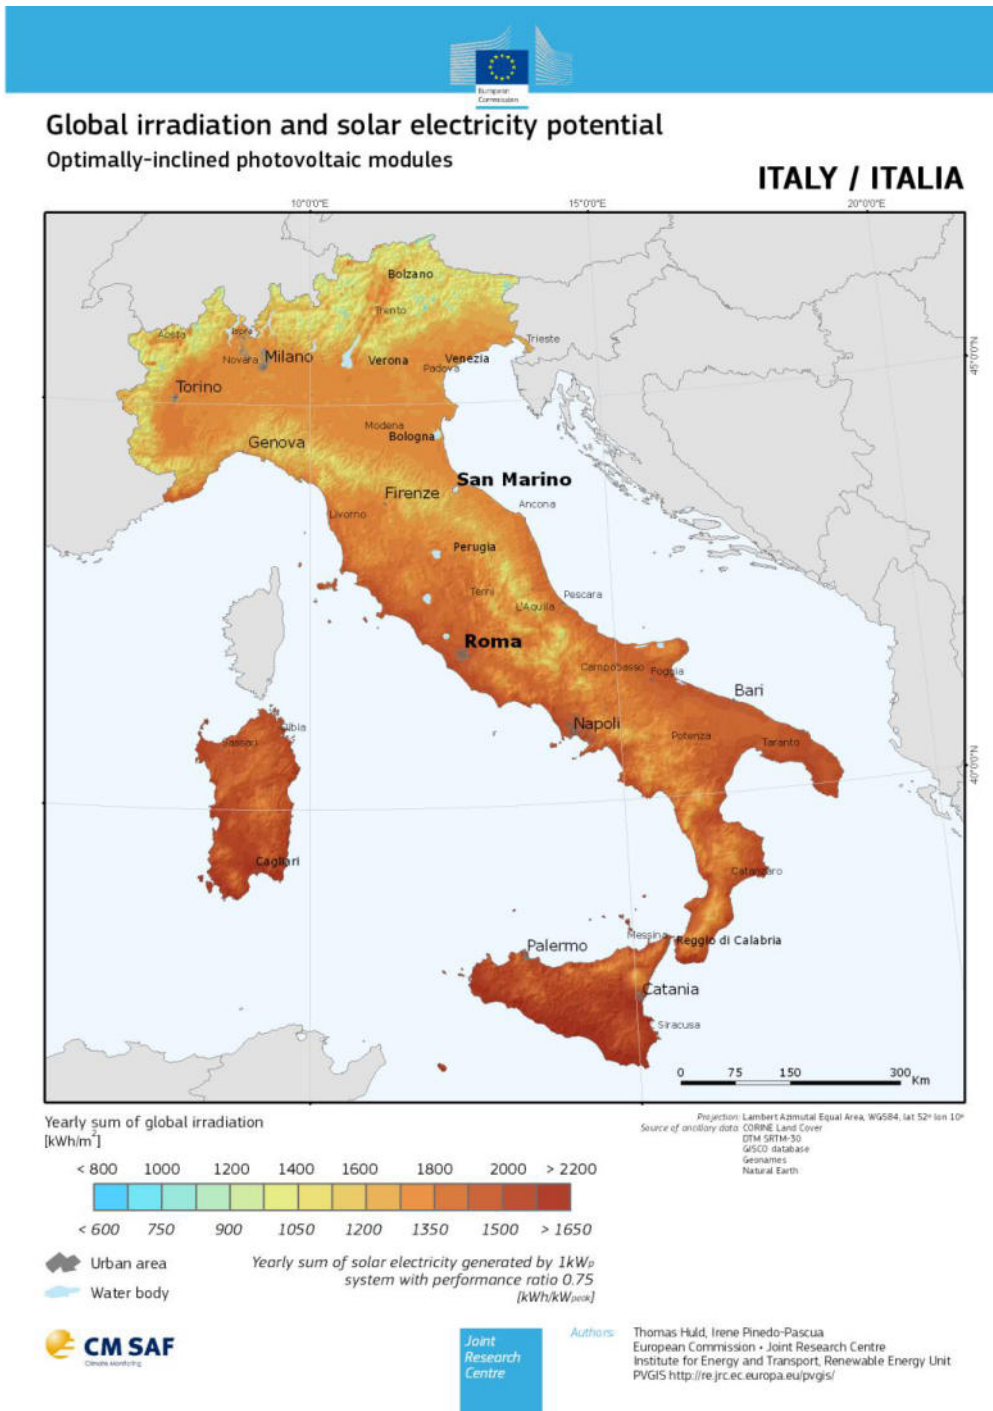 European
Commission
Global irradiation and solar electricity potential
Optimally-inclined photovoltaic modules
ITALY / ITALIA
10°0'0"E 15°0'0"E 20°0'0"E
Bolzano
Trento
Aosta
Ispra
Trieste
Novara Milano
Verona
Venezia
Padova
45°0'0"N
Torino
Modena
Bologna
Genova
San Marino
Firenze
Ancona
Livorno
Perugia
Terni
Pescara
L'Aquila
Roma
Campobasso
Foggia
Bari
Napoli
Olbia
Sassari
Potenza
Taranto
40°0'0"N
Cagliari
Catanzaro
Messina
Reggio di Calabria
Palermo
Catania
Siracusa
0 75 150 300
Km
Yearly sum of global irradiation
[kWh/m²]
Projection: Lambert Azimutal Equal Area, WGS84, lat 52° lon 10°
Source of ancillary data: CORINE Land Cover
DTM SRTM-30
GISCO database
Geonames
Natural Earth
< 800 1000 1200 1400 1600 1800 2000 > 2200
< 600 750 900 1050 1200 1350 1500 > 1650
Urban area
Water body
Yearly sum of solar electricity generated by 1kWp
system with performance ratio 0.75
[kWh/kWpeak]
CM SAF
Climate Monitoring
Joint
Research
Centre
Authors: Thomas Huld, Irene Pinedo-Pascua
European Commission • Joint Research Centre
Institute for Energy and Transport, Renewable Energy Unit
PVGIS http://re.jrc.ec.europa.eu/pvgis/